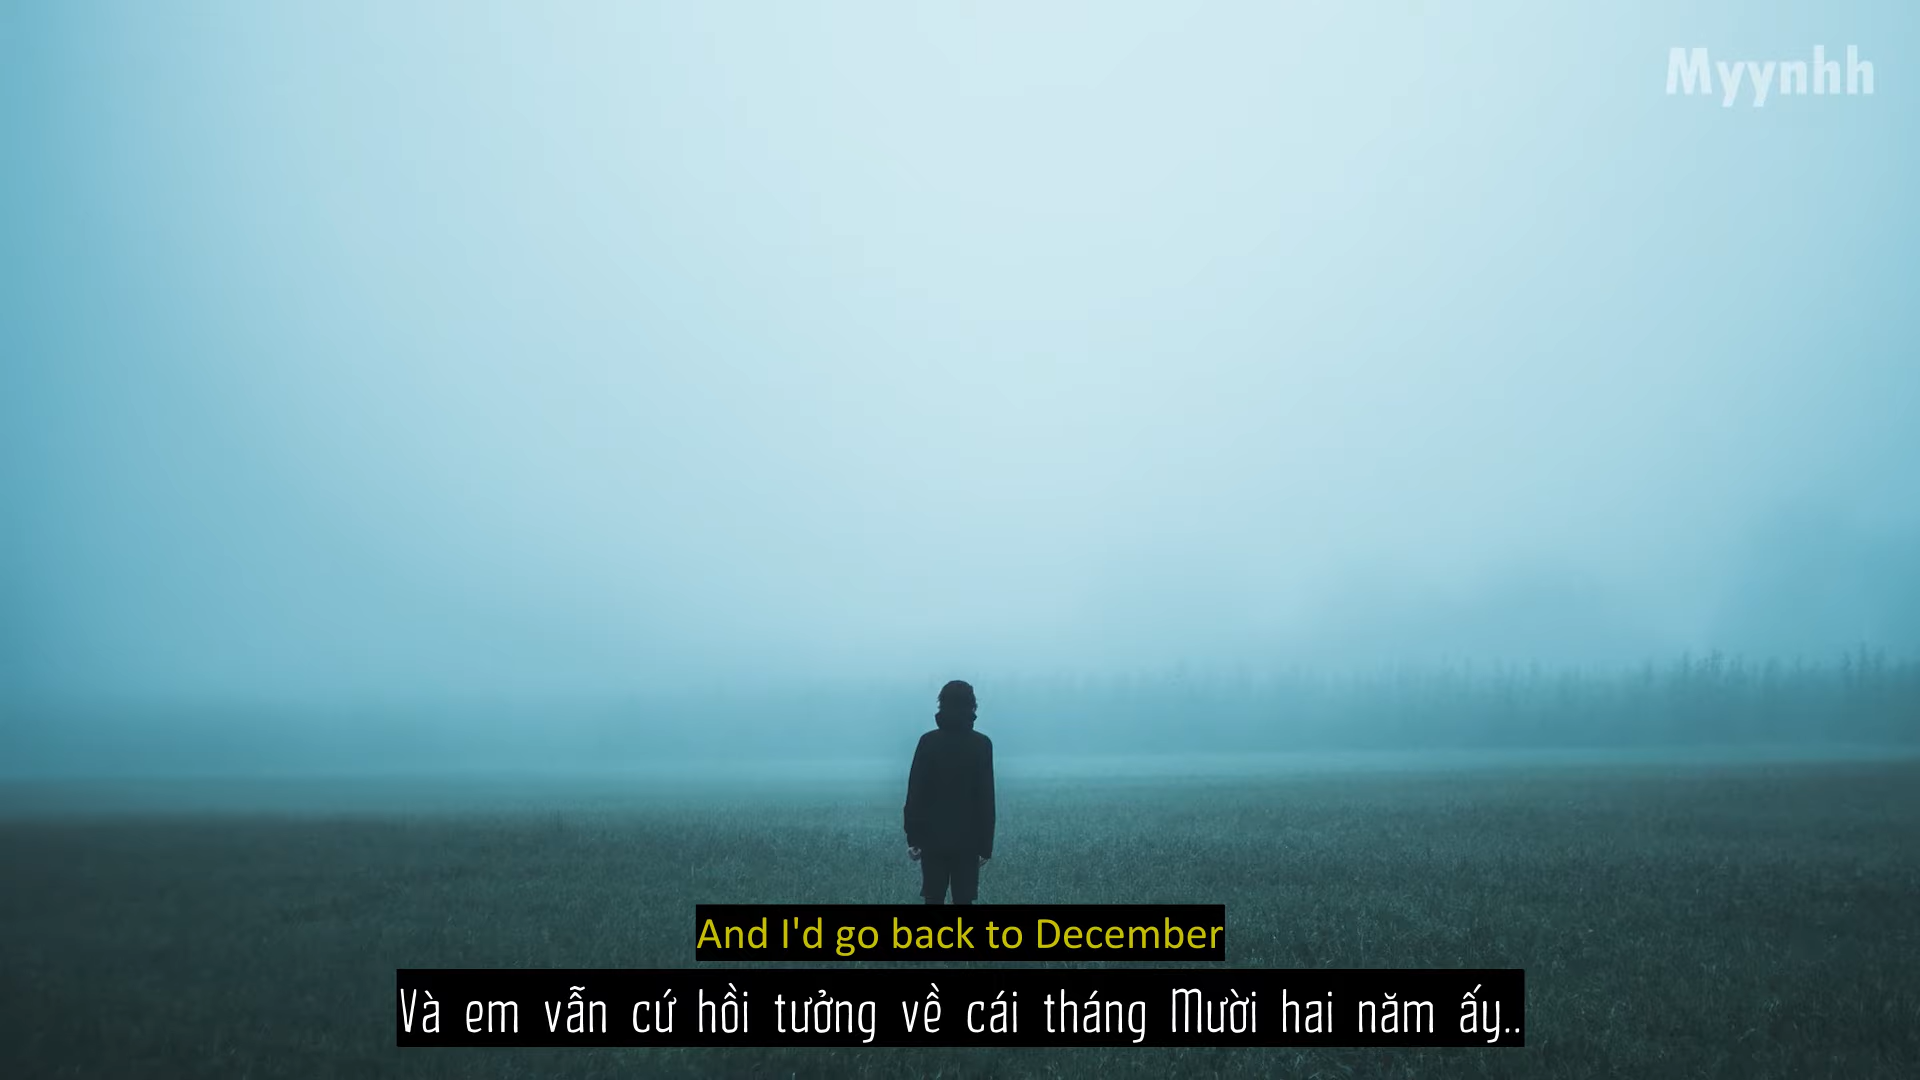 Myynhh
And I'd go back to December
Và em vẫn cứ hồi tưởng về cái tháng Mười hai năm ấy..